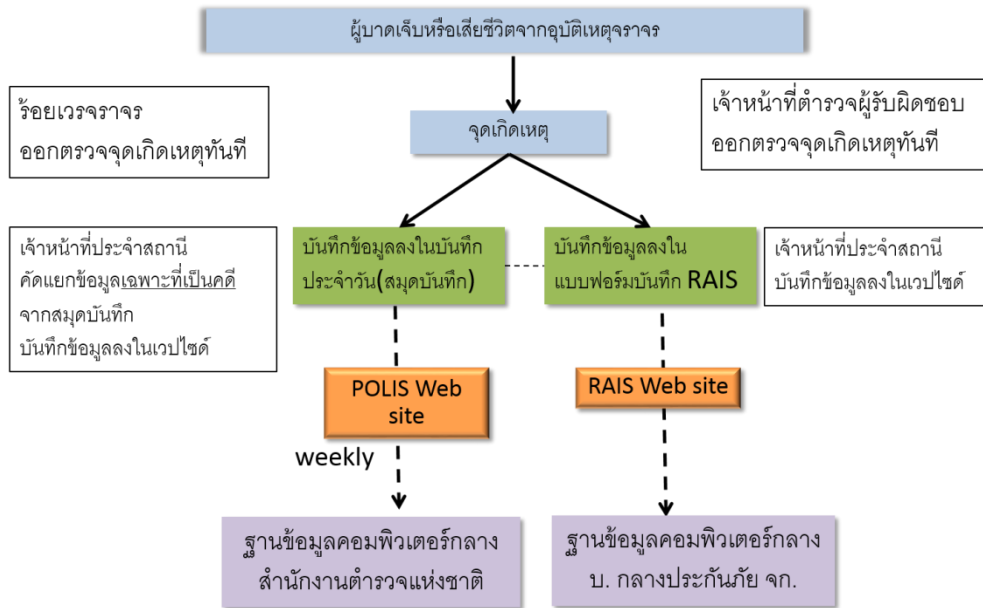 ผู้บาดเจ็บหรือเสียชีวิตจากอุบัติเหตุจราจร
ร้อยเวรจราจร
ออกตรวจจุดเกิดเหตุทันที
จุดเกิดเหตุ
เจ้าหน้าที่ตำรวจผู้รับผิดชอบ
ออกตรวจจุดเกิดเหตุทันที
เจ้าหน้าที่ประจำสถานี
คัดแยกข้อมูลเฉพาะที่เป็นคดี
จากสมุดบันทึก
บันทึกข้อมูลลงในเวปไซด์
บันทึกข้อมูลลงในบันทึก
ประจำวัน(สมุดบันทึก)
บันทึกข้อมูลลงใน
แบบฟอร์มบันทึก RAIS
เจ้าหน้าที่ประจำสถานี
บันทึกข้อมูลลงในเวปไซด์
POLIS Web
site
RAIS Web site
weekly
ฐานข้อมูลคอมพิวเตอร์กลาง
สำนักงานตำรวจแห่งชาติ
ฐานข้อมูลคอมพิวเตอร์กลาง
บ. กลางประกันภัย จก.